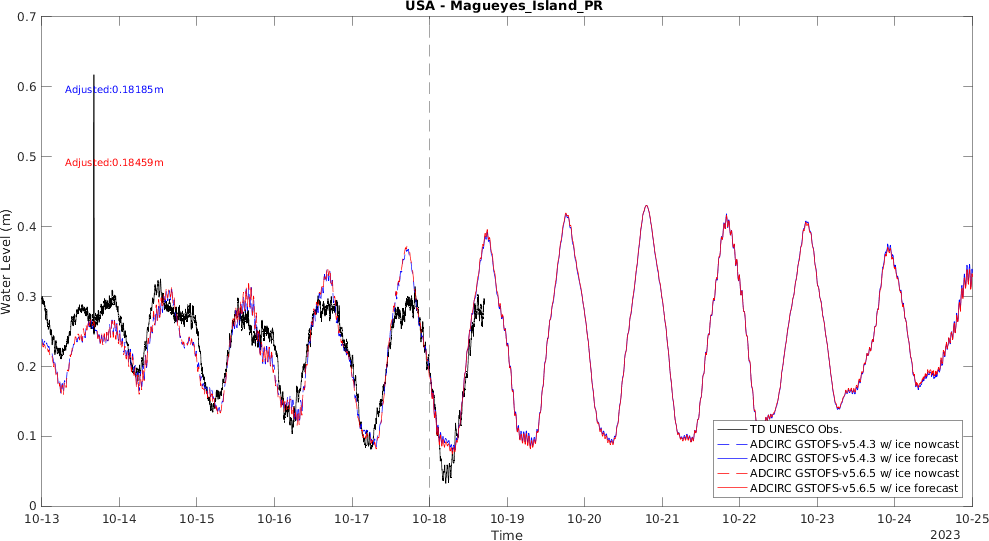 USA - Magueyes_Island_PR
0.7
0.6
0.5
0.4
0.3
0.2
0.1
0
Water Level (m)
Adjusted:0.18185m
Adjusted:0.18459m
TD UNESCO Obs.
ADCIRC GSTOFS-v5.4.3 w/ ice nowcast
ADCIRC GSTOFS-v5.4.3 w/ ice forecast
ADCIRC GSTOFS-v5.6.5 w/ ice nowcast
ADCIRC GSTOFS-v5.6.5 w/ ice forecast
10-13 10-14 10-15 10-16 10-17 10-18 10-19 10-20 10-21 10-22 10-23 10-24 10-25
Time
2023